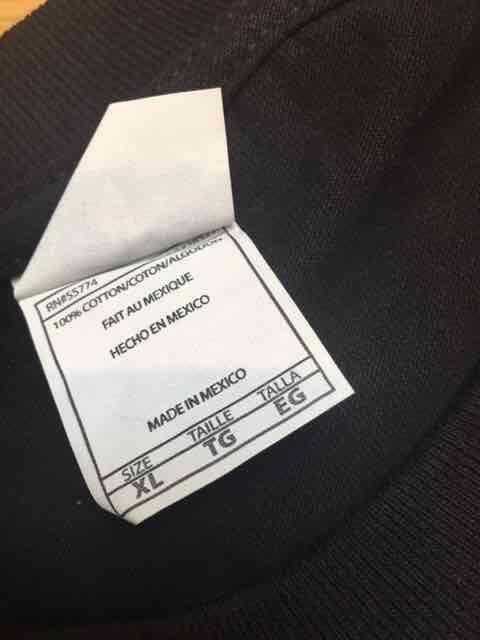 RN#55774
100% COTTON/COTON/ALGODON
FAIT AU MEXIQUE
HECHO EN MEXICO
MADE IN MEXICO
SIZE TAILLE TALLA
XL TG EG